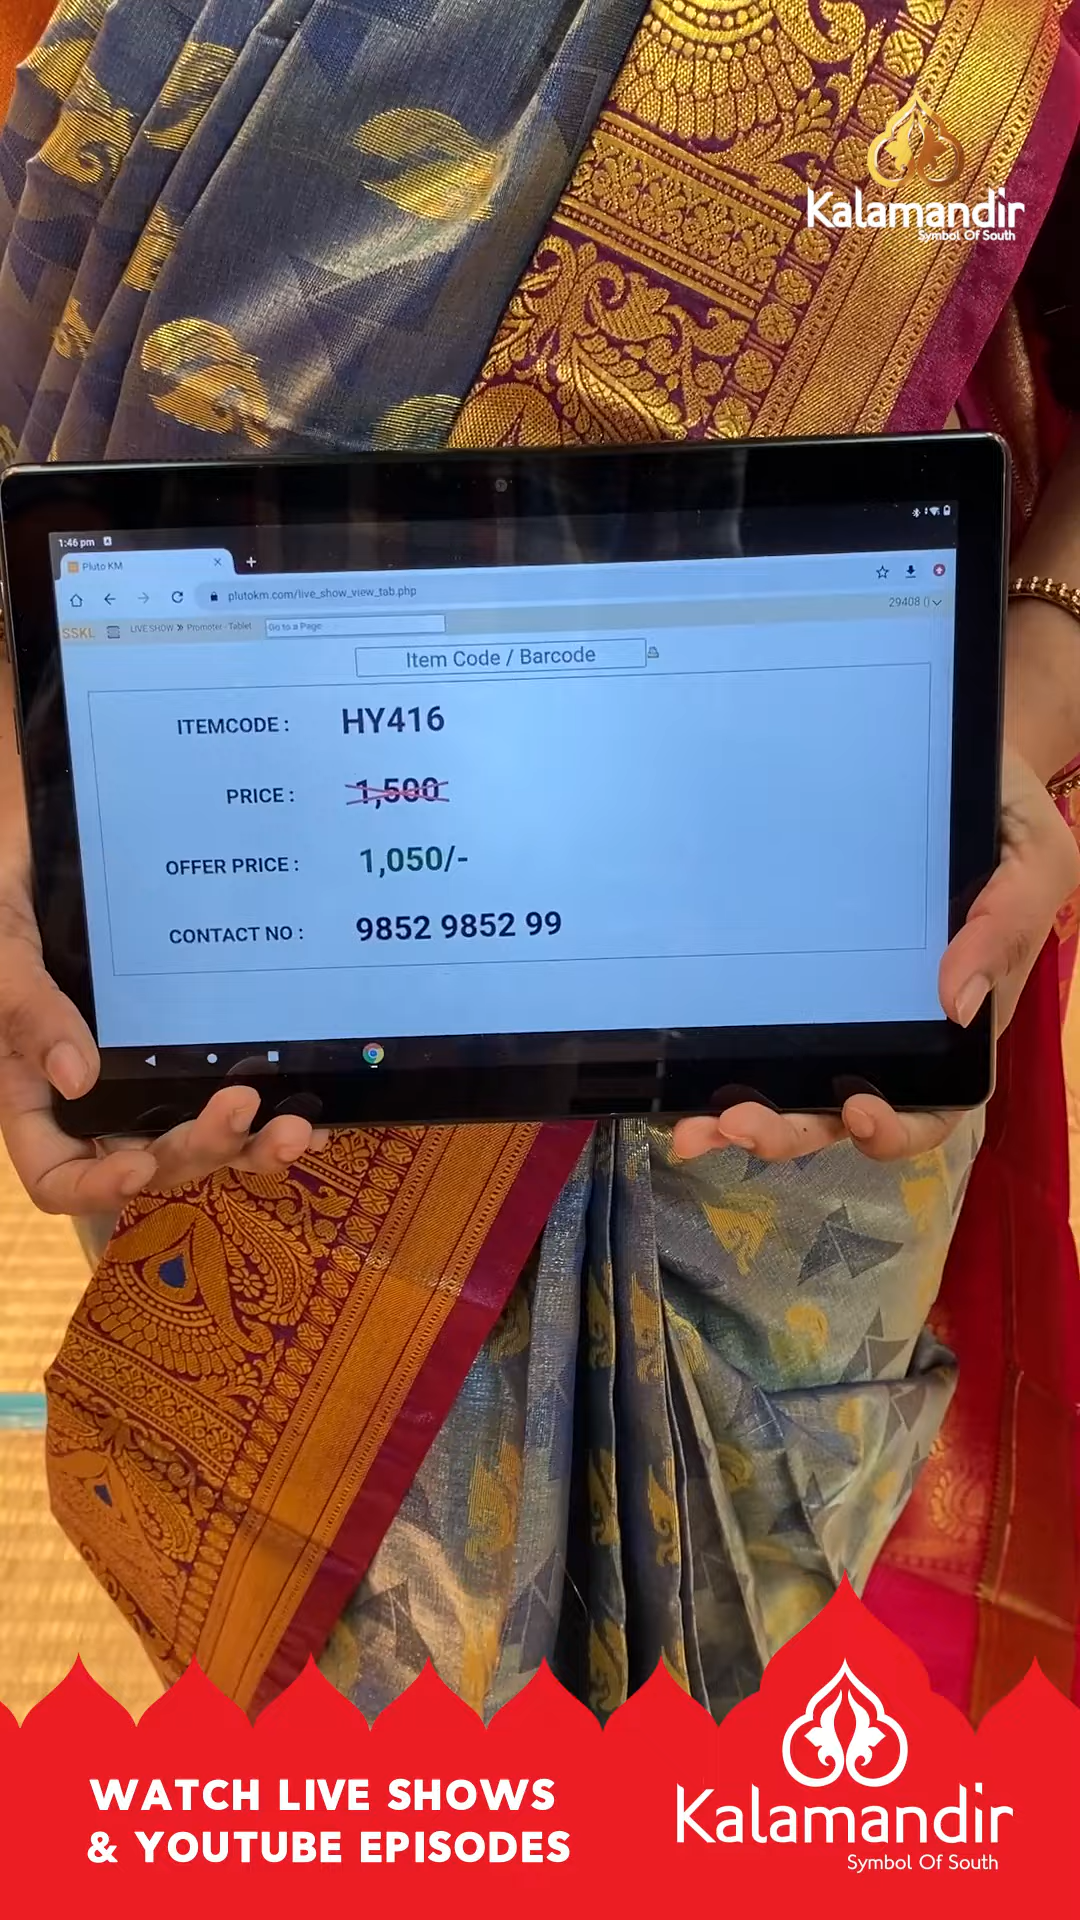 Kalamandir
Symbol Of South
1:46 pm
Pluto KM
plutokm.com/live_show_view_tab.php
29408 ()
SSKL
LIVE SHOW » Promoter - Tablet
Go to a Page
Item Code / Barcode
ITEMCODE : HY416
PRICE : 1,500
OFFER PRICE : 1,050/-
CONTACT NO : 9852 9852 99
WATCH LIVE SHOWS
& YOUTUBE EPISODES
Kalamandir
Symbol Of South